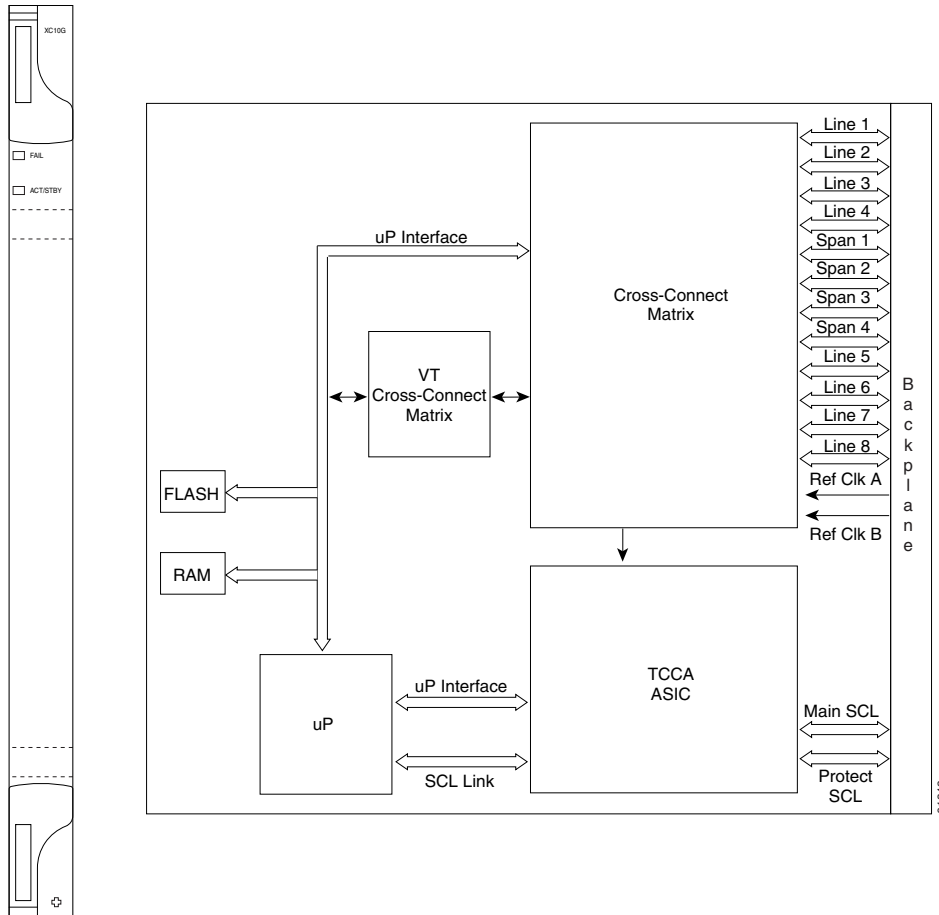 XC10G
FAIL
ACT/STBY
uP Interface
Cross-Connect
Matrix
VT
Cross-Connect
Matrix
FLASH
RAM
uP
uP Interface
SCL Link
TCCA
ASIC
Line 1
Line 2
Line 3
Line 4
Span 1
Span 2
Span 3
Span 4
Line 5
Line 6
Line 7
Line 8
Ref Clk A
Ref Clk B
Main SCL
Protect
SCL
Backplane